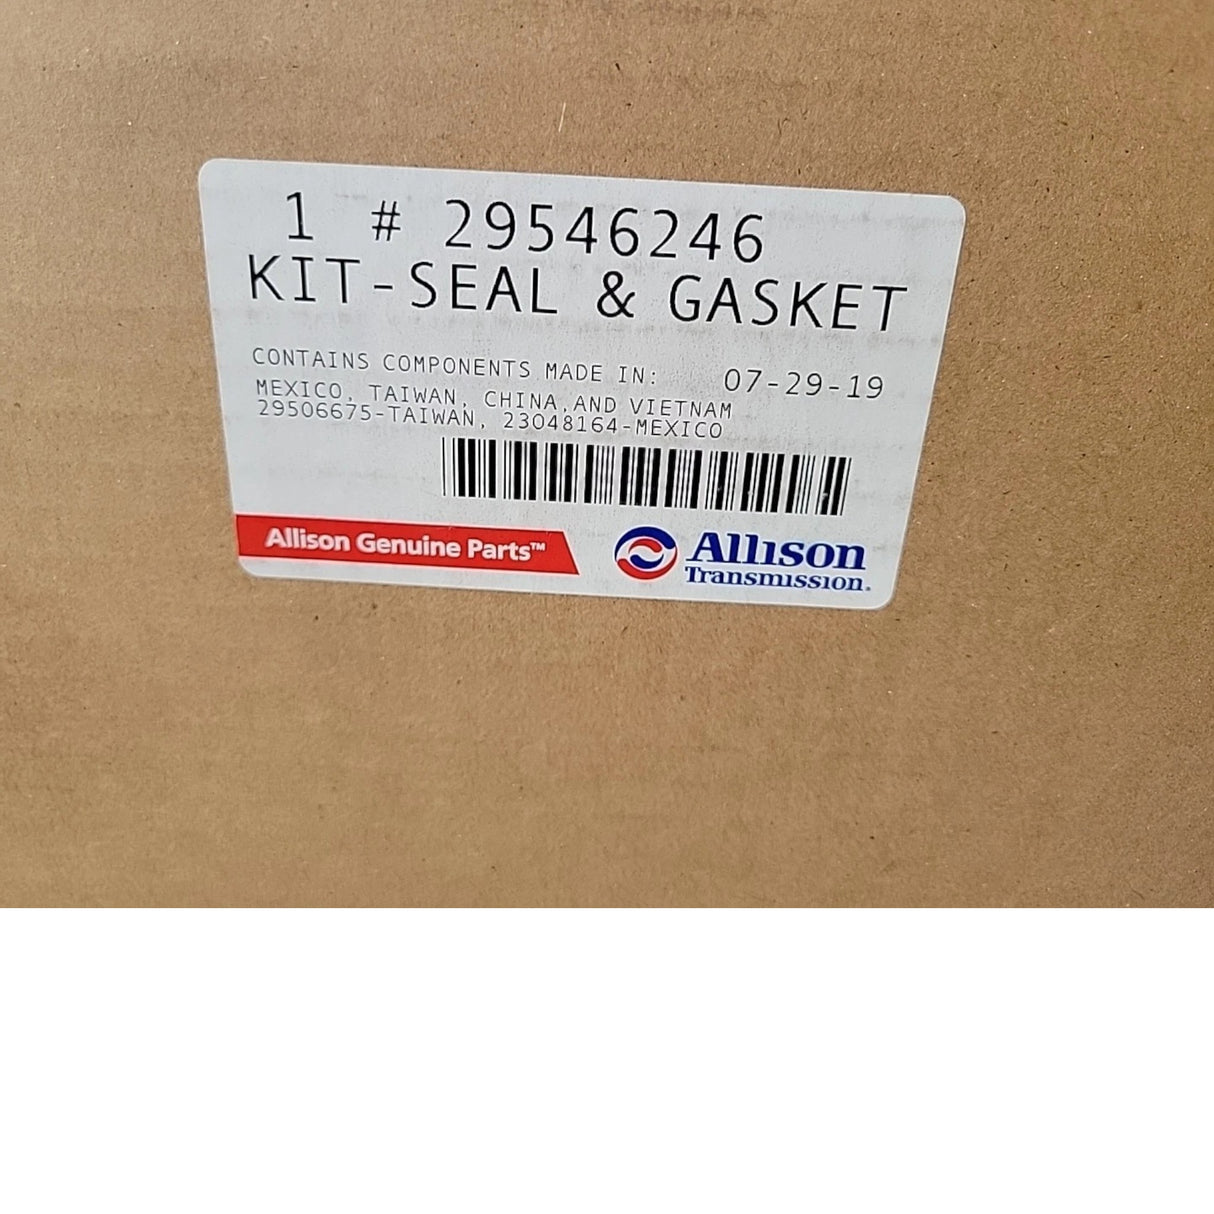 1 # 29546246
KIT-SEAL & GASKET
CONTAINS COMPONENTS MADE IN: 07-29-19
MEXICO, TAIWAN, CHINA,AND VIETNAM
29506675-TAIWAN, 23048164-MEXICO
Allison Genuine Parts™
Allison
Transmission.